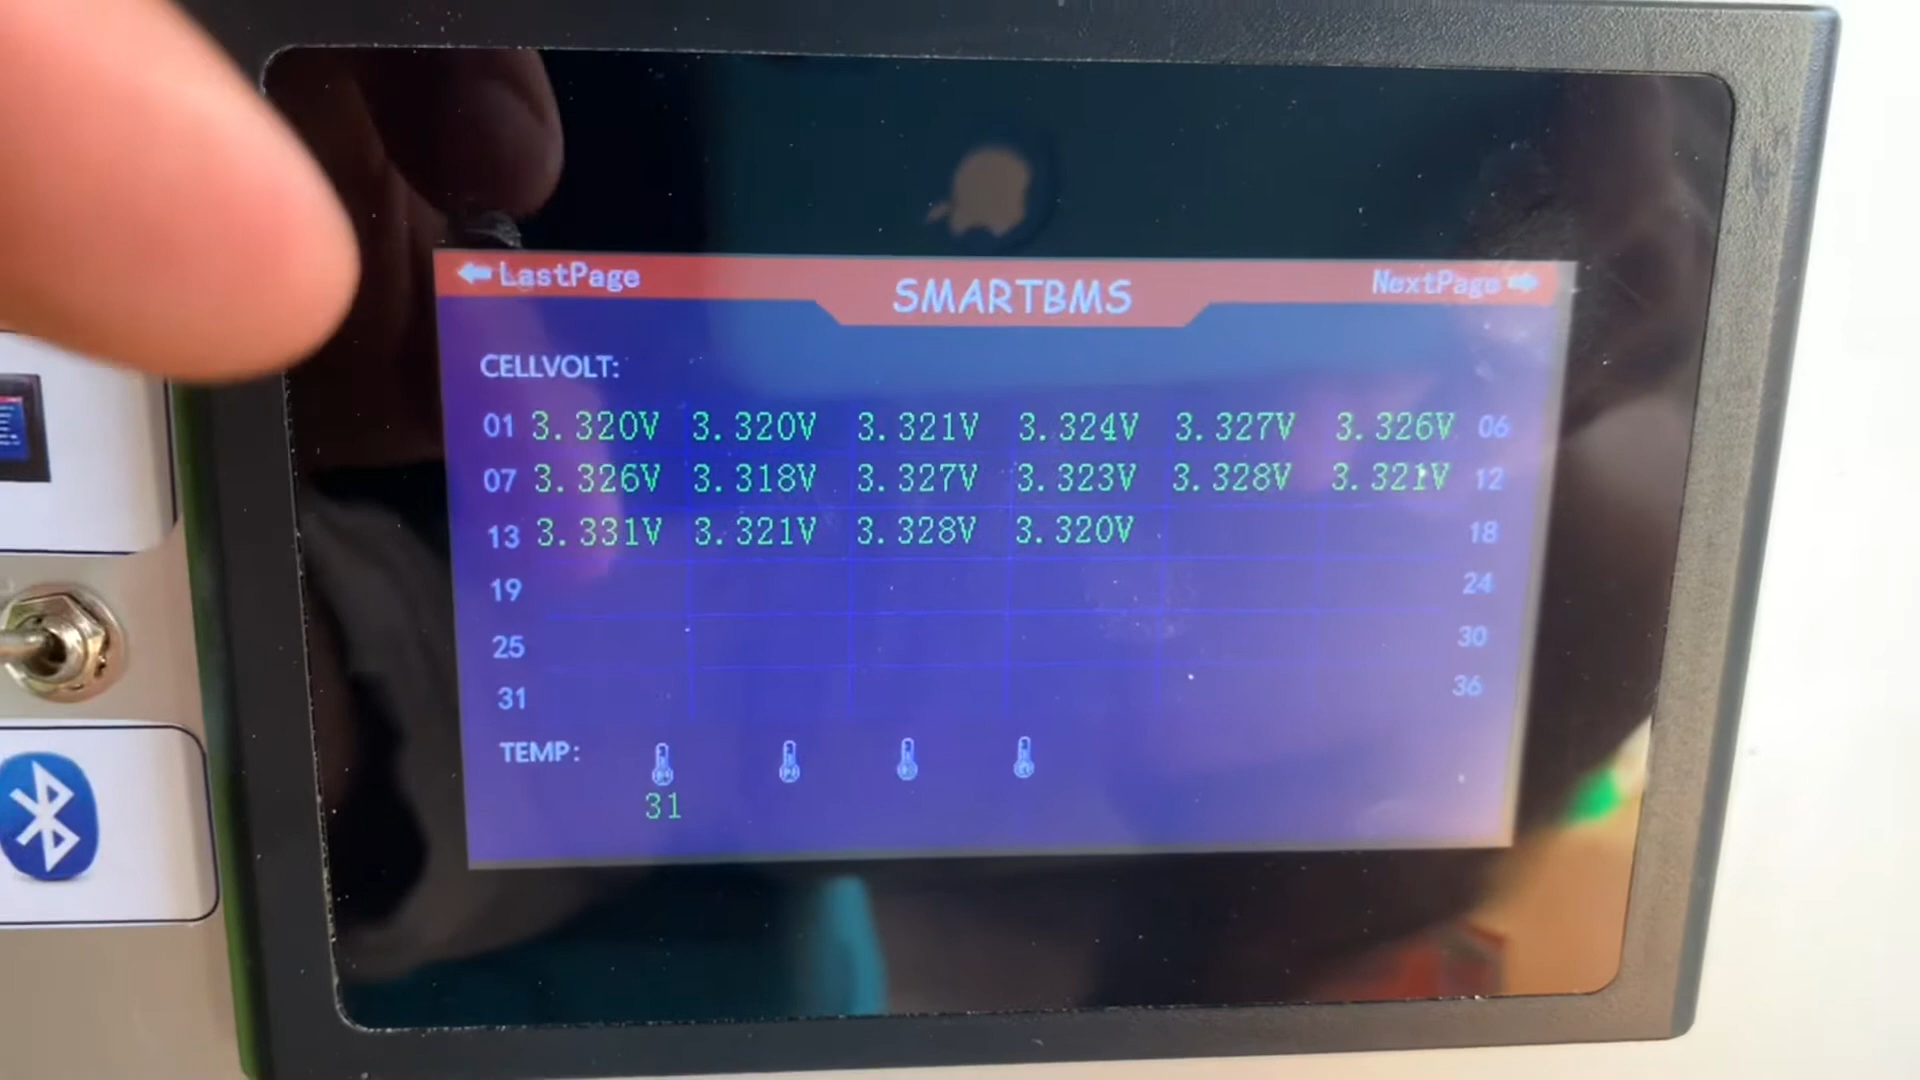 LastPage SMARTBMS NextPage
CELLVOLT:
01 3.320V 3.320V 3.321V 3.324V 3.327V 3.326V 06
07 3.326V 3.318V 3.327V 3.323V 3.328V 3.321V 12
13 3.331V 3.321V 3.328V 3.320V 18
19 24
25 30
31 36
TEMP:
31